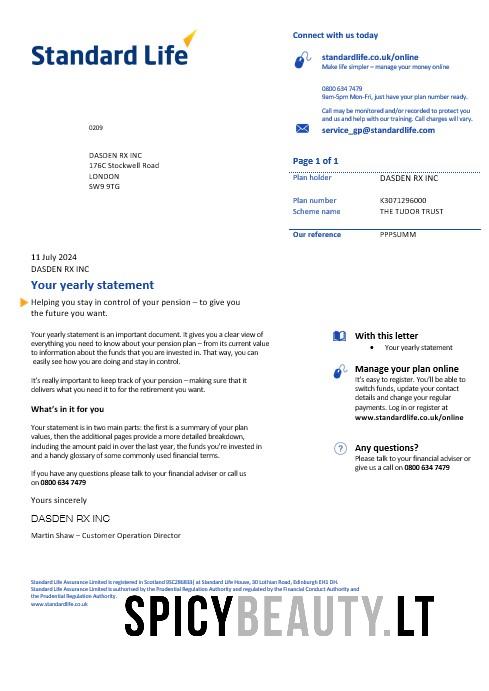 Standard Life
Connect with us today
standardlife.co.uk/online
Make life simpler – manage your money online
0800 634 7479
9am-5pm Mon-Fri, just have your plan number ready.
Call may be monitored and/or recorded to protect you
and us and help with our training. Call charges will vary.
service_gp@standardlife.com
0209
DASDEN RX INC
176C Stockwell Road
LONDON
SW9 9TG
Page 1 of 1
Plan holder DASDEN RX INC
Plan number K3071296000
Scheme name THE TUDOR TRUST
Our reference PPPSUMM
11 July 2024
DASDEN RX INC
Your yearly statement
Helping you stay in control of your pension – to give you
the future you want.
Your yearly statement is an important document. It gives you a clear view of
everything you need to know about your pension plan – from its current value
to information about the funds that you are invested in. That way, you can
easily see how you are doing and stay in control.
It's really important to keep track of your pension – making sure that it
delivers what you need it to for the retirement you want.
What's in it for you
Your statement is in two main parts: the first is a summary of your plan
values, then the additional pages provide a more detailed breakdown,
including the amount paid in over the last year, the funds you're invested in
and a handy glossary of some commonly used financial terms.
If you have any questions please talk to your financial adviser or call us
on 0800 634 7479
Yours sincerely
DASDEN RX INC
Martin Shaw – Customer Operation Director
With this letter
• Your yearly statement
Manage your plan online
It's easy to register. You'll be able to
switch funds, update your contact
details and change your regular
payments. Log in or register at
www.standardlife.co.uk/online
Any questions?
Please talk to your financial adviser or
give us a call on 0800 634 7479
Standard Life Assurance Limited is registered in Scotland (SC286833) at Standard Life House, 30 Lothian Road, Edinburgh EH1 DH.
Standard Life Assurance Limited is authorised by the Prudential Regulation Authority and regulated by the Financial Conduct Authority and
the Prudential Regulation Authority.
www.standardlife.co.uk
SPICYBEAUTY.LT